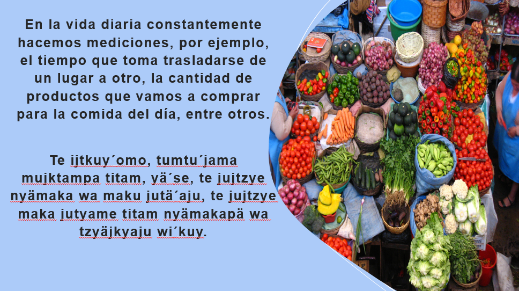 En la vida diaria constantemente
hacemos mediciones, por ejemplo,
el tiempo que toma trasladarse de
un lugar a otro, la cantidad de
productos que vamos a comprar
para la comida del día, entre otros.
Te ijtkuy´omo, tumtu´jama
mujktampa titam, yä´se, te jujtzye
nyämaka wa maku jutä´aju, te jujtzye
maka jutyame titam nyämakapä wa
tzyäjkyaju wi´kuy.